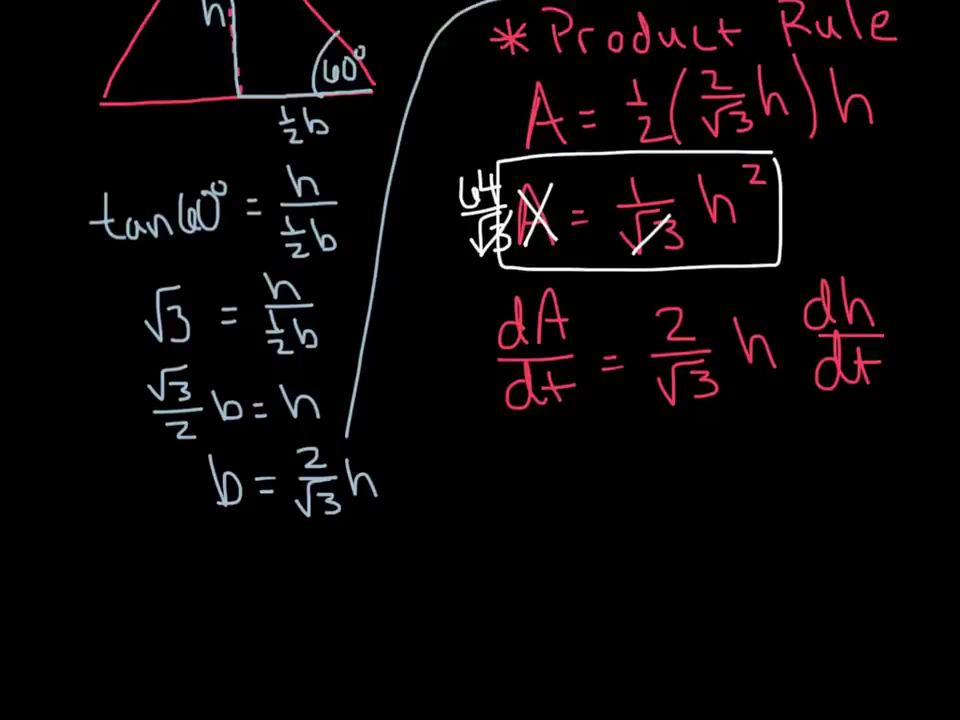 h
60°
½b
tan60° = h / ½b
√3 = h / ½b
√3/2 b = h
b = 2/√3 h
* Product Rule
A = ½(2/√3 h)h
64/√3 A = 1/√3 h²
dA/dt = 2/√3 h dh/dt